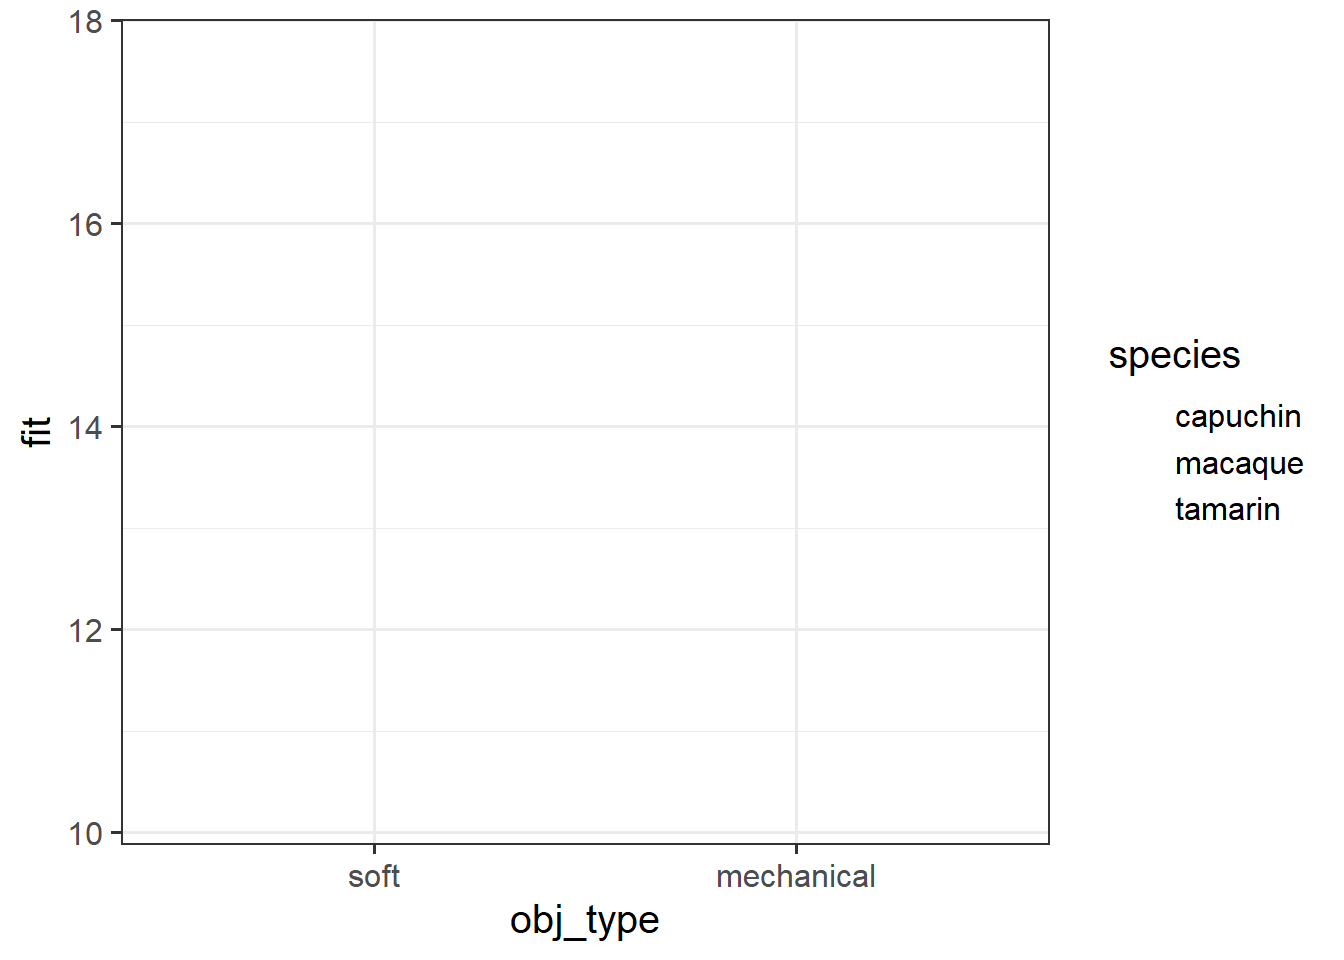 18
16
14
12
10
fit
soft
mechanical
obj_type
species
capuchin
macaque
tamarin